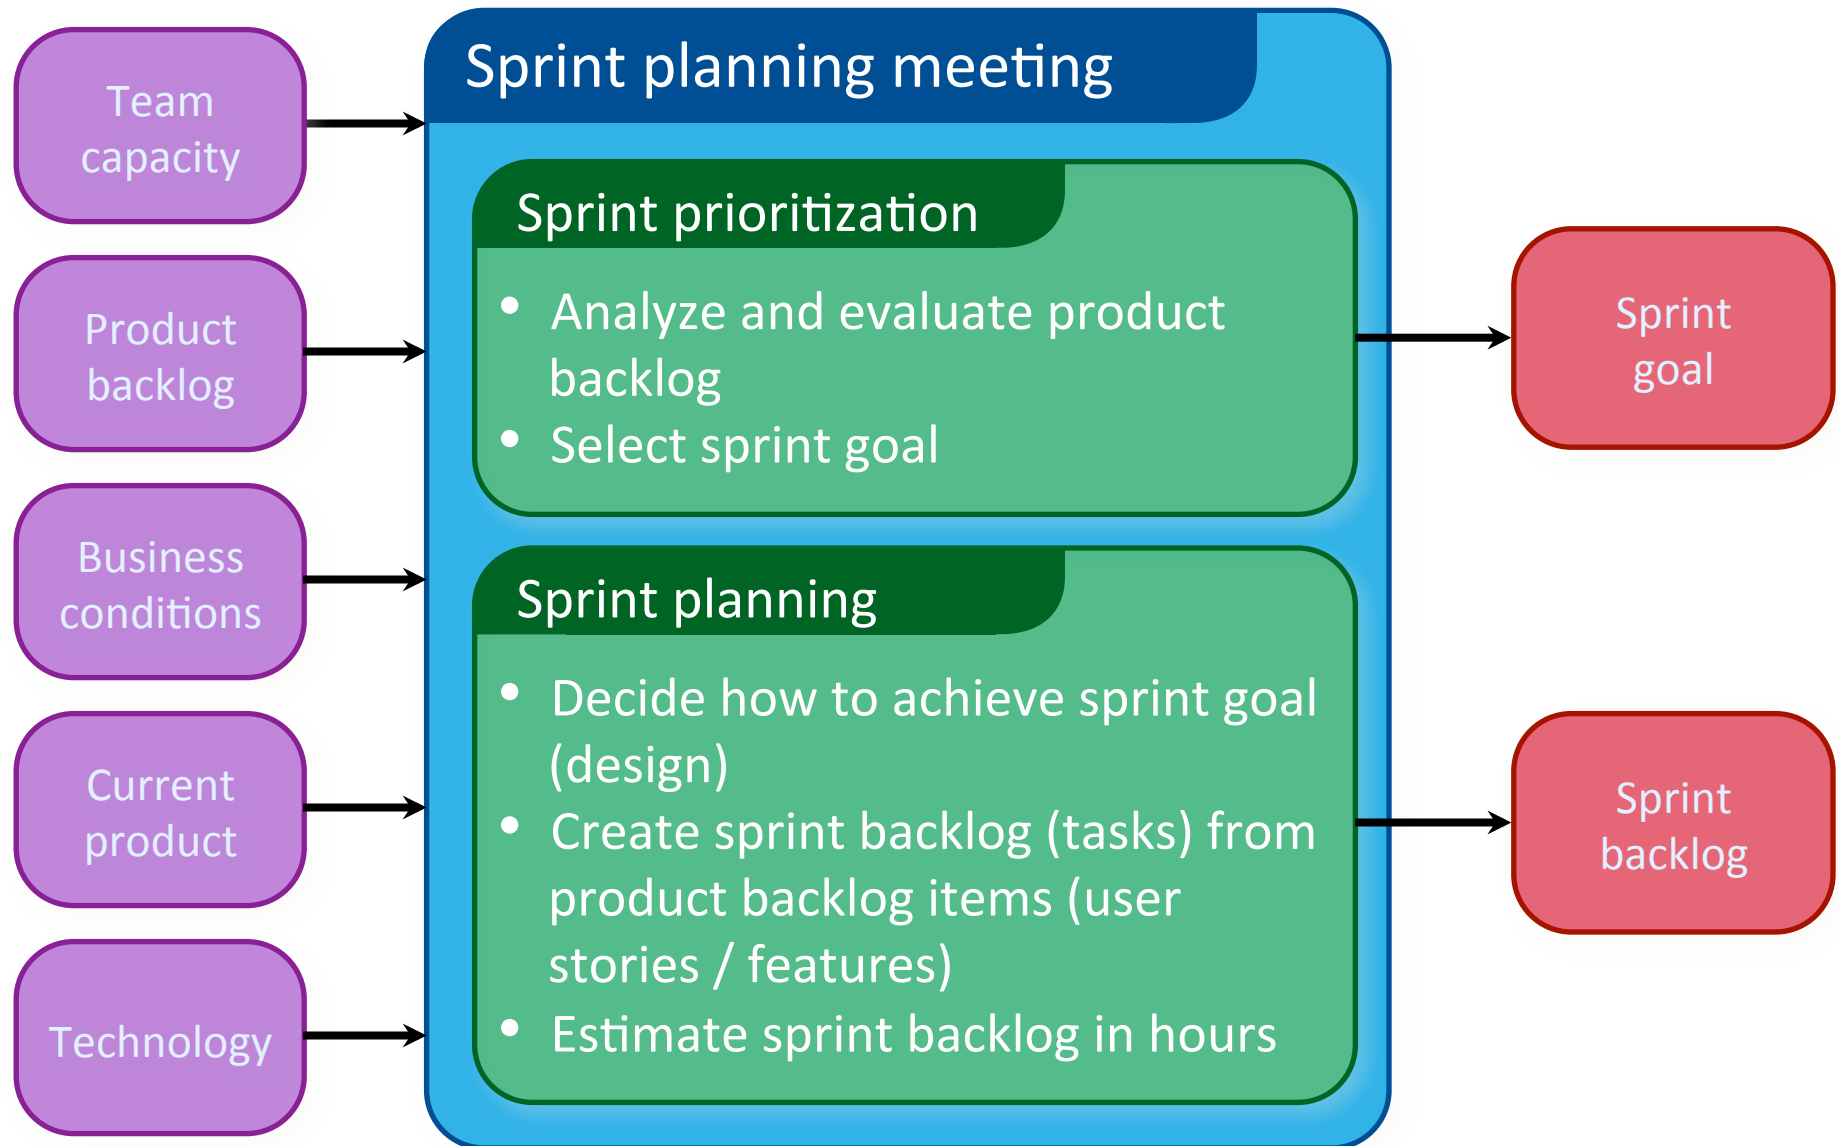 Team
capacity
Product
backlog
Business
conditions
Current
product
Technology
Sprint planning meeting
Sprint prioritization
• Analyze and evaluate product
backlog
• Select sprint goal
Sprint planning
• Decide how to achieve sprint goal
(design)
• Create sprint backlog (tasks) from
product backlog items (user
stories / features)
• Estimate sprint backlog in hours
Sprint
goal
Sprint
backlog